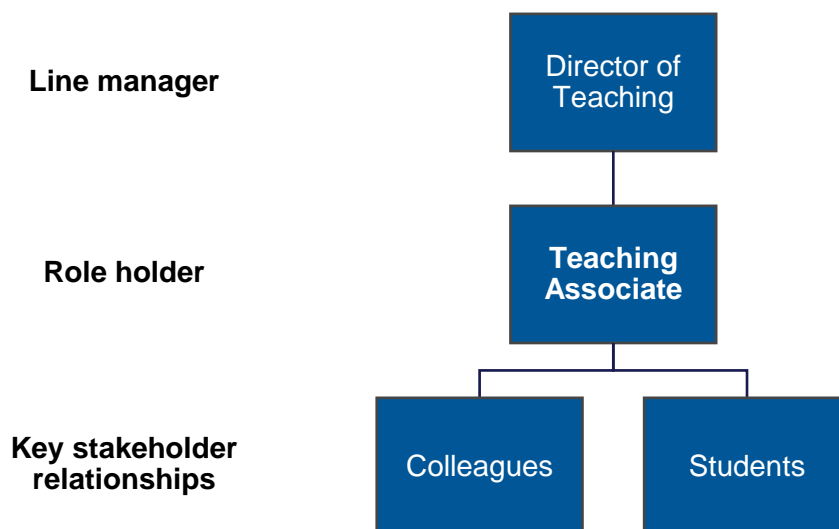 Line manager
Director of
Teaching
Role holder
Teaching
Associate
Key stakeholder
relationships
Colleagues
Students